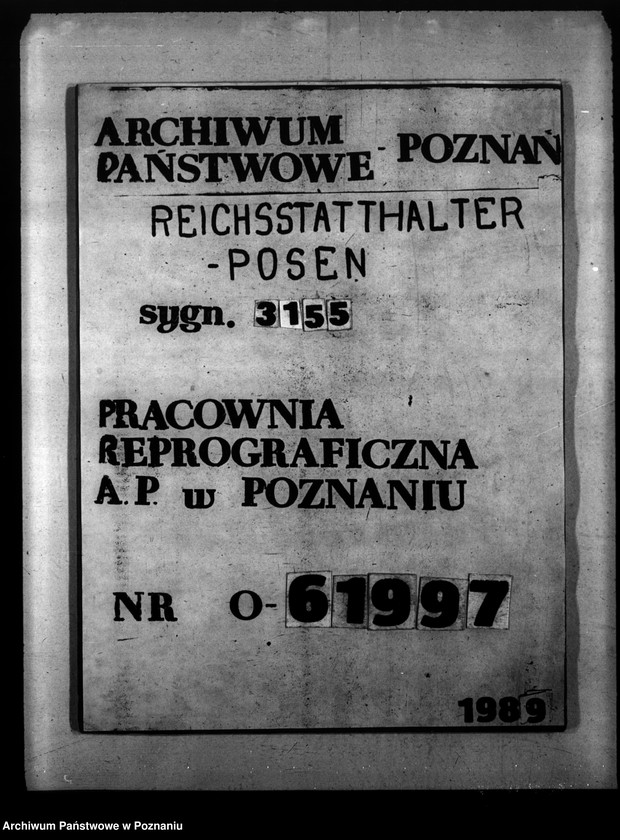 ARCHIWUM
PAŃSTWOWE - POZNAŃ
REICHSSTATTHALTER
-POSEN
sygn. 3155
PRACOWNIA
REPROGRAFICZNA
A.P. w POZNANIU
NR O-61997
1989
Archiwum Państwowe w Poznaniu